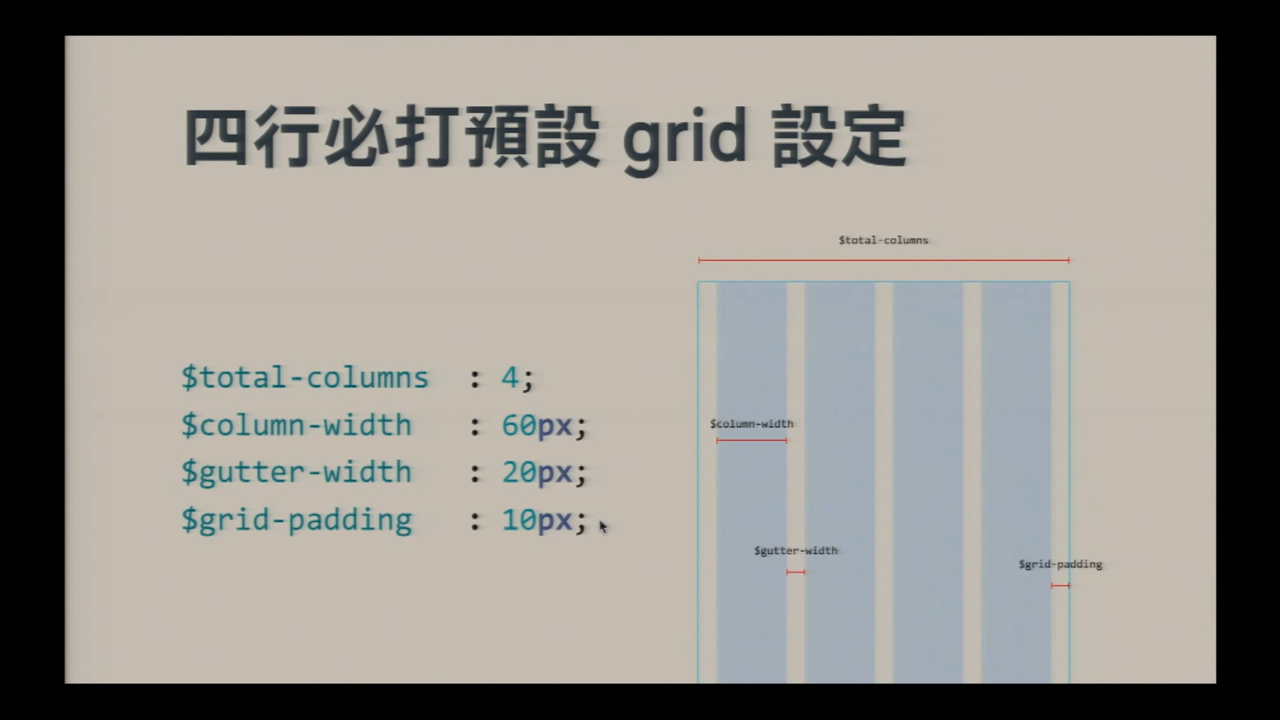 四行必打預設 grid 設定
$total-columns
$total-columns : 4;
$column-width : 60px;
$gutter-width : 20px;
$grid-padding : 10px;
$column-width
$gutter-width
$grid-padding